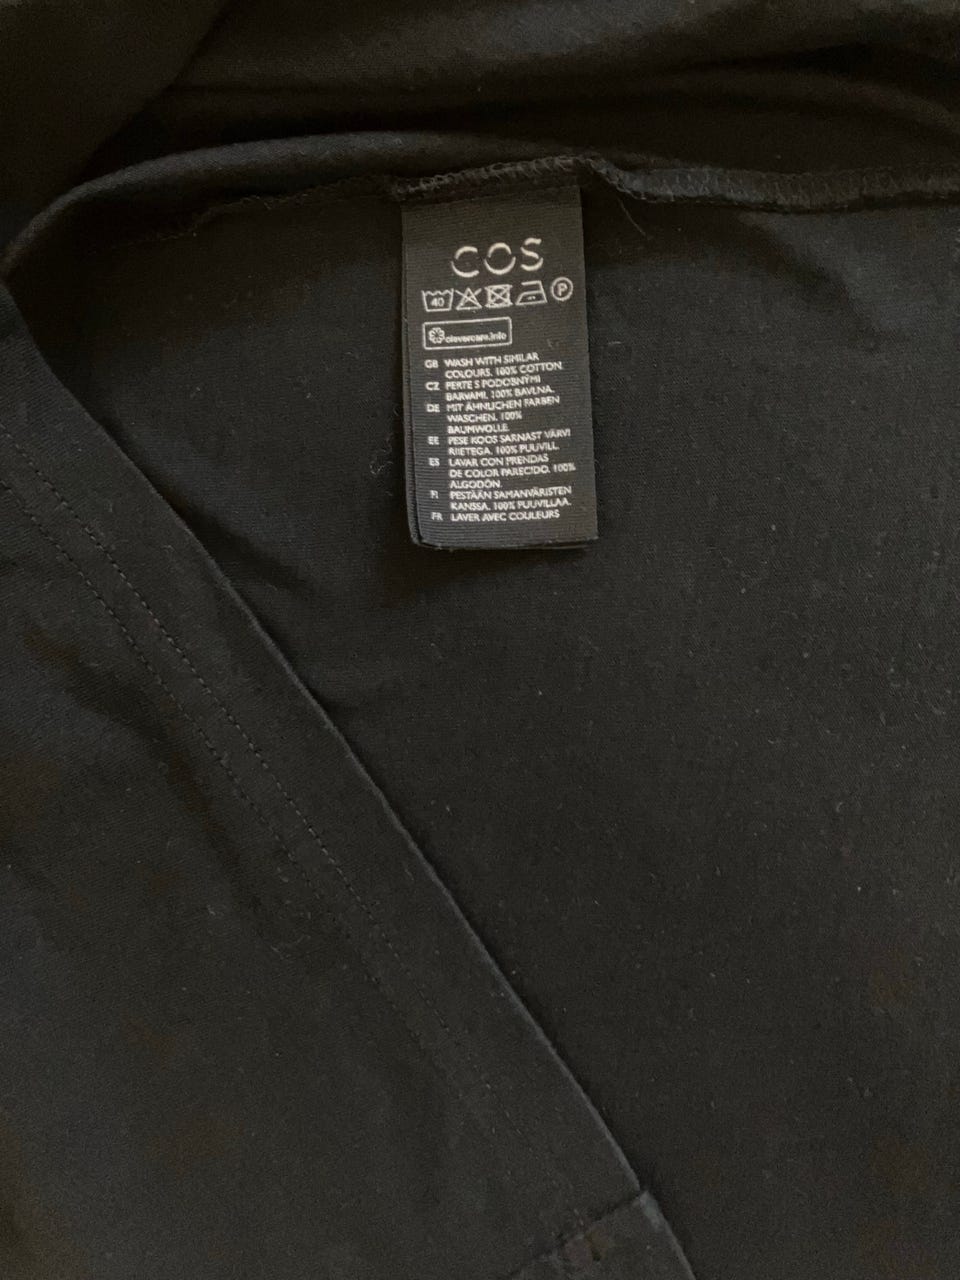 COS
40 P
clevercare.info
GB WASH WITH SIMILAR
COLOURS. 100% COTTON.
CZ PERTE S PODOBNÝMI
BARVAMI. 100% BAVLNA.
DE MIT ÄHNLICHEN FARBEN
WASCHEN. 100%
BAUMWOLLE.
EE PESE KOOS SARNAST VÄRVI
RIIETEGA. 100% PUUVILL.
ES LAVAR CON PRENDAS
DE COLOR PARECIDO. 100%
ALGODÓN.
FI PESTÄÄN SAMANVÄRISTEN
KANSSA. 100% PUUVILLAA.
FR LAVER AVEC COULEURS